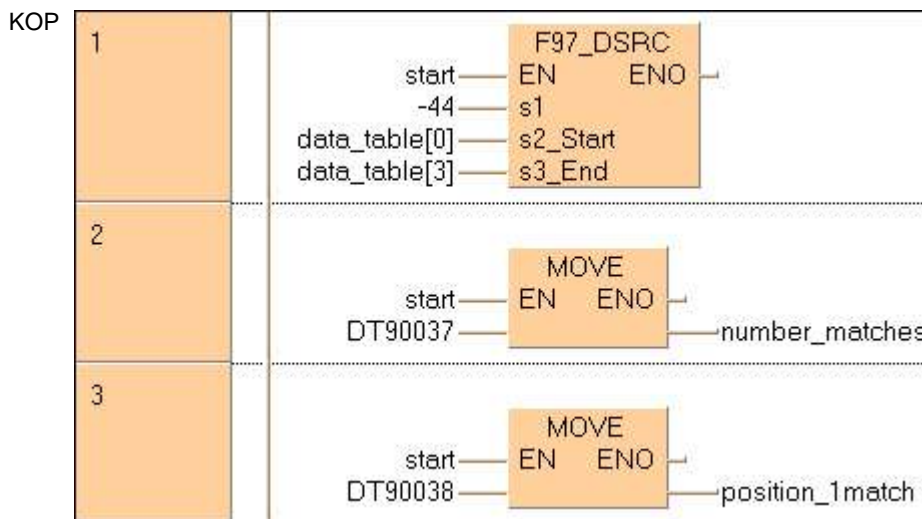 KOP
1
F97_DSRC
start EN ENO
-44 s1
data_table[0] s2_Start
data_table[3] s3_End
2
MOVE
start EN ENO
DT90037 number_matches
3
MOVE
start EN ENO
DT90038 position_1match